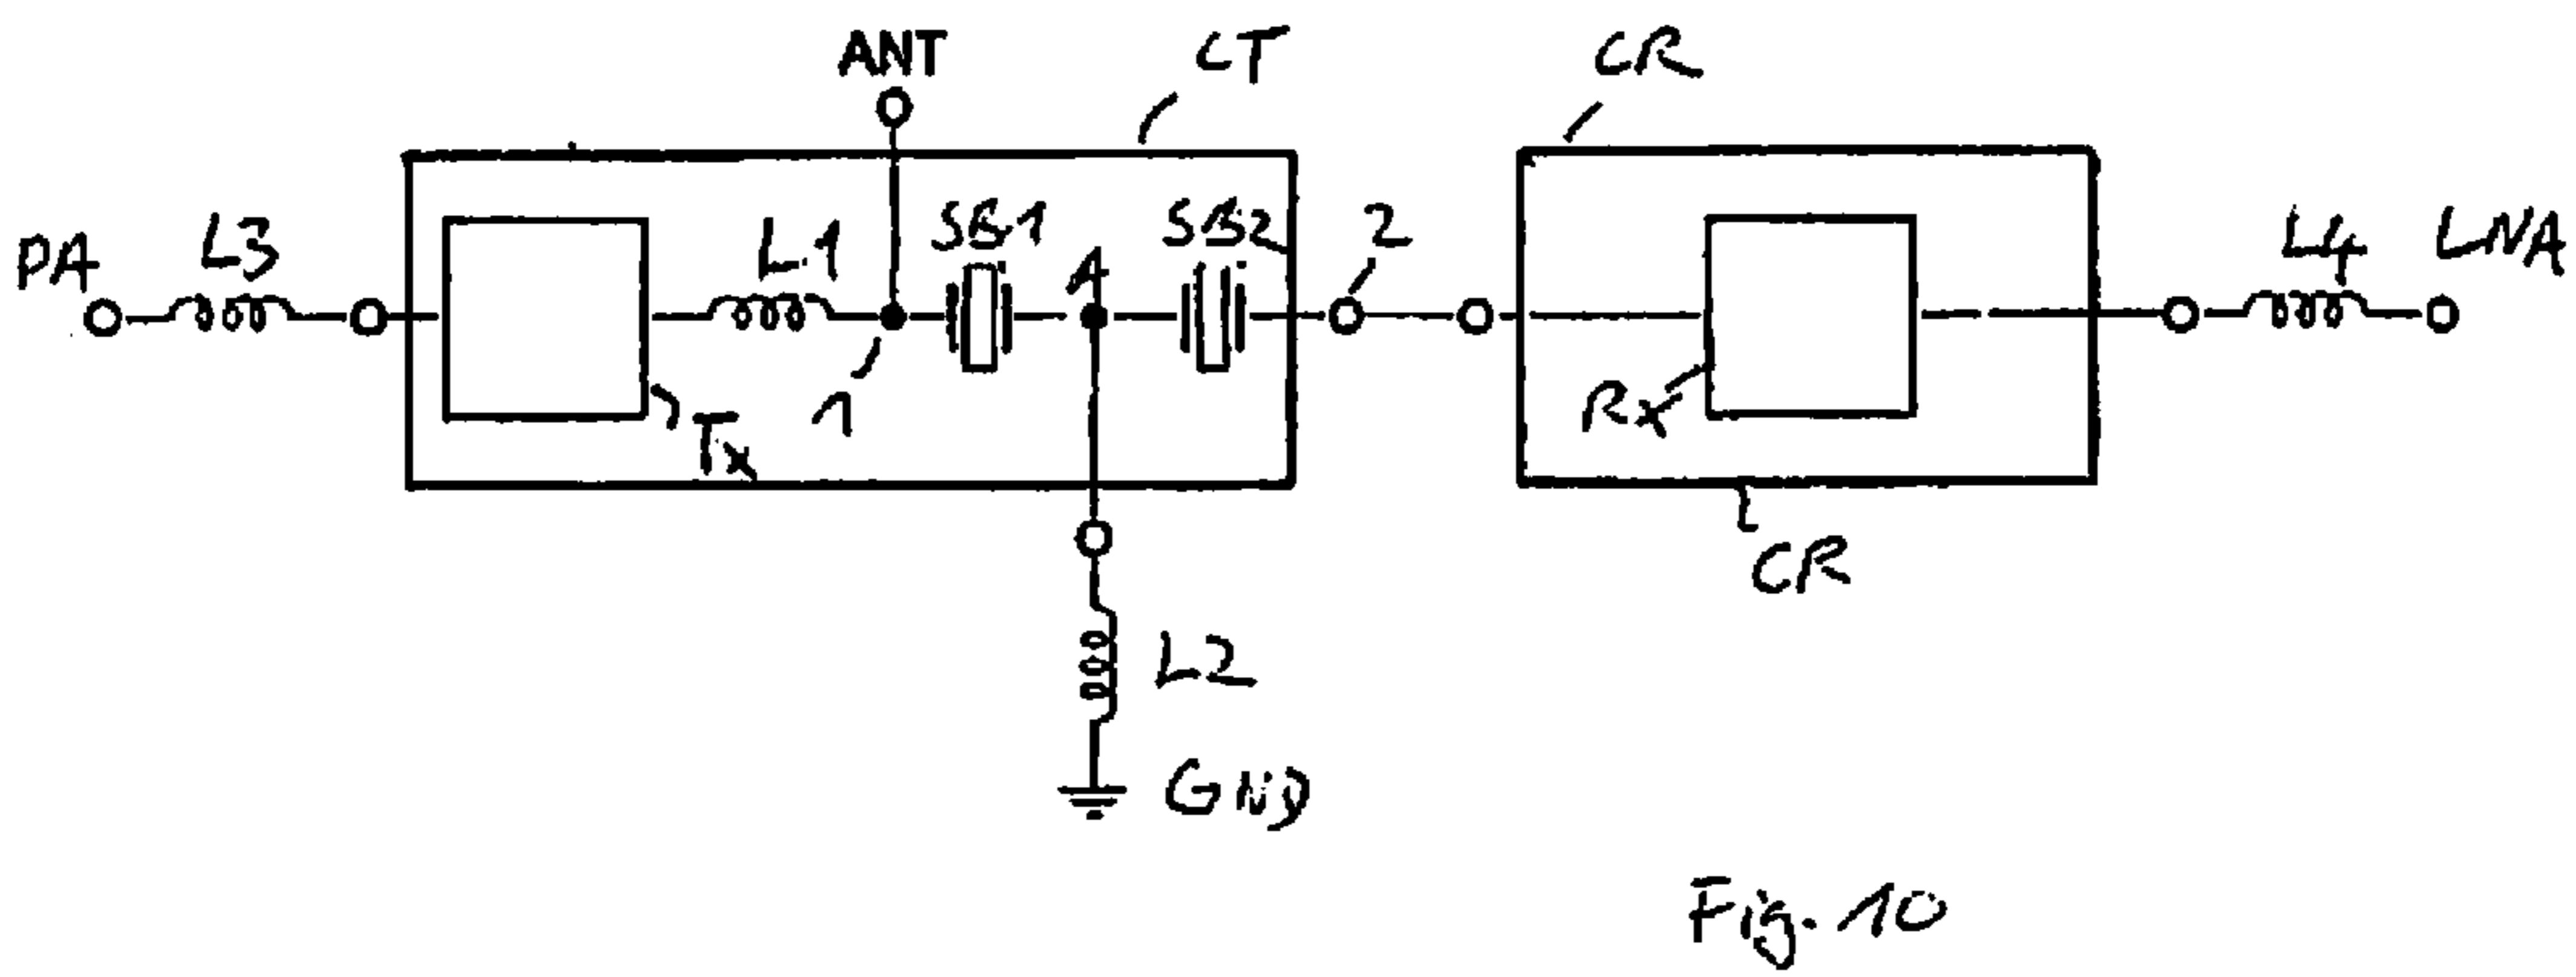 ANT
CT
CR
PA
L3
L1
SB1
A
SB2
2
L4
LNA
1
Tx
Rx
CR
L2
GND
Fig. 10